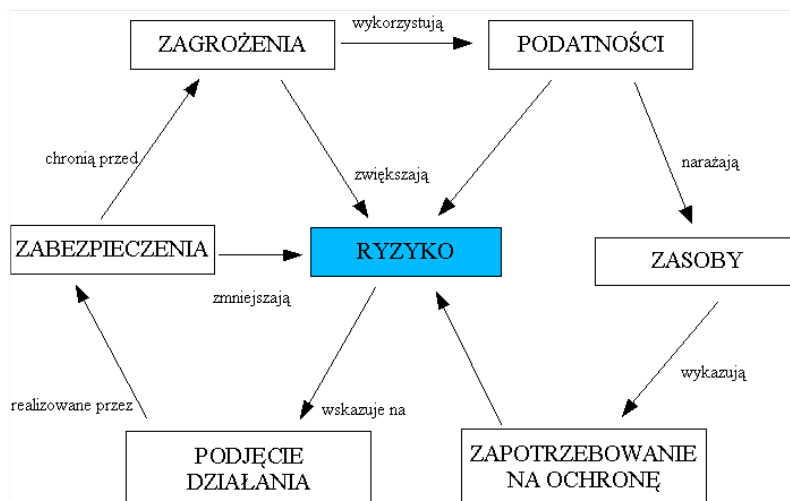 wykorzystują
ZAGROŻENIA
PODATNOŚCI
chronią przed
zwiększają
narażają
ZABEZPIECZENIA
RYZYKO
ZASOBY
zmniejszają
wykazują
realizowane przez
wskazuje na
PODJĘCIE
DZIAŁANIA
ZAPOTRZEBOWANIE
NA OCHRONĘ